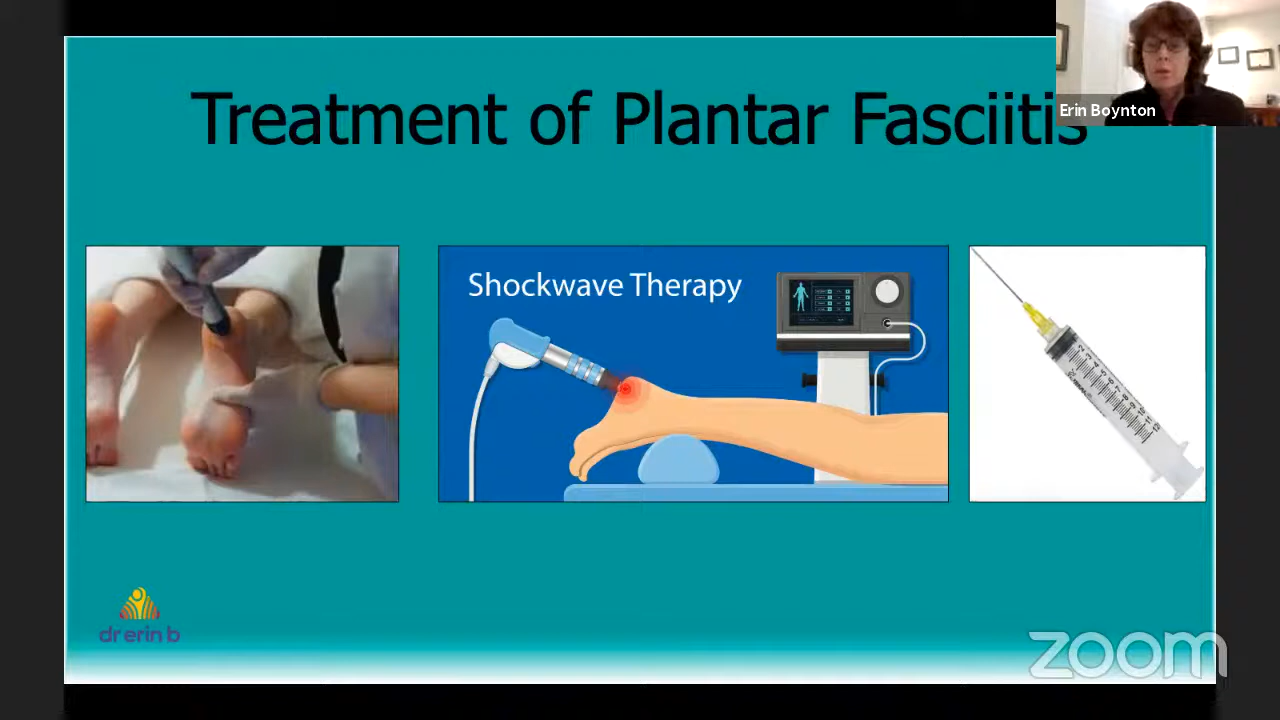 Treatment of Plantar Fasciitis
Erin Boynton
Shockwave Therapy
dr erin b
zoom